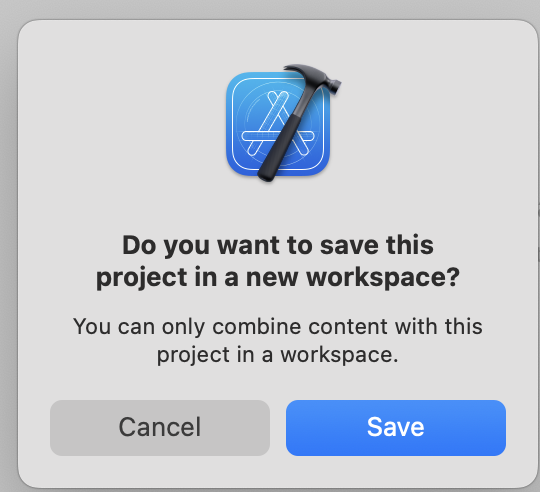 Do you want to save this
project in a new workspace?
You can only combine content with this
project in a workspace.
Cancel
Save